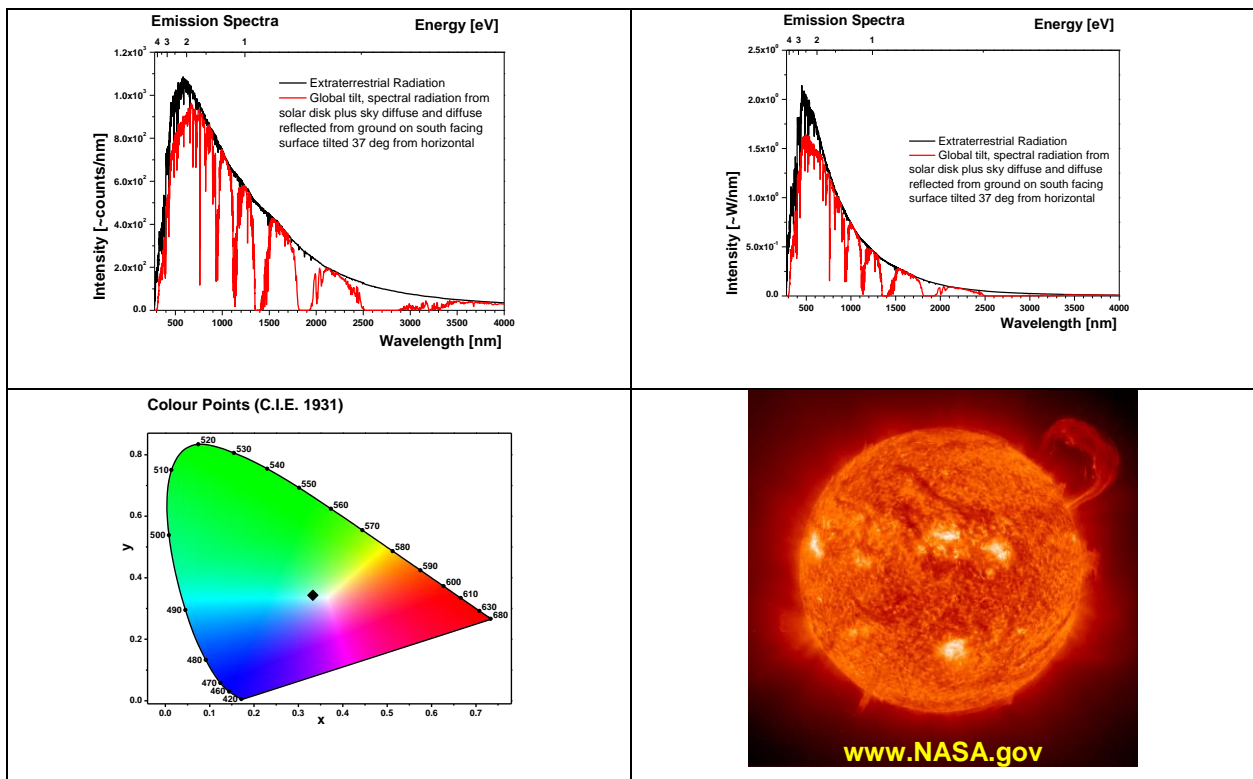 Emission Spectra Energy [eV]
4 3 2 1
1.2x10³
1.0x10³
8.0x10²
6.0x10²
4.0x10²
2.0x10²
0.0
Intensity [~counts/nm]
Extraterrestrial Radiation
Global tilt, spectral radiation from
solar disk plus sky diffuse and diffuse
reflected from ground on south facing
surface tilted 37 deg from horizontal
500 1000 1500 2000 2500 3000 3500 4000
Wavelength [nm]
Emission Spectra Energy [eV]
4 3 2 1
2.5x10⁰
2.0x10⁰
1.5x10⁰
1.0x10⁰
5.0x10⁻¹
0.0
Intensity [~W/nm]
Extraterrestrial Radiation
Global tilt, spectral radiation from
solar disk plus sky diffuse and diffuse
reflected from ground on south facing
surface tilted 37 deg from horizontal
500 1000 1500 2000 2500 3000 3500 4000
Wavelength [nm]
Colour Points (C.I.E. 1931)
0.8
0.6
0.4
0.2
0.0
y
520
530
540
510
550
560
570
500
580
590
600
610
490
630
680
480
470
460
420
0.0 0.1 0.2 0.3 0.4 0.5 0.6 0.7
x
www.NASA.gov